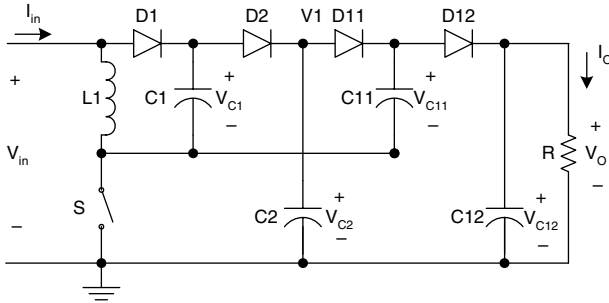 I_in D1 D2 V1 D11 D12
I_O
+ L1 C1 + V_C1 − C11 + V_C11 −
V_in R + V_O −
S
− C2 + V_C2 − C12 + V_C12 −